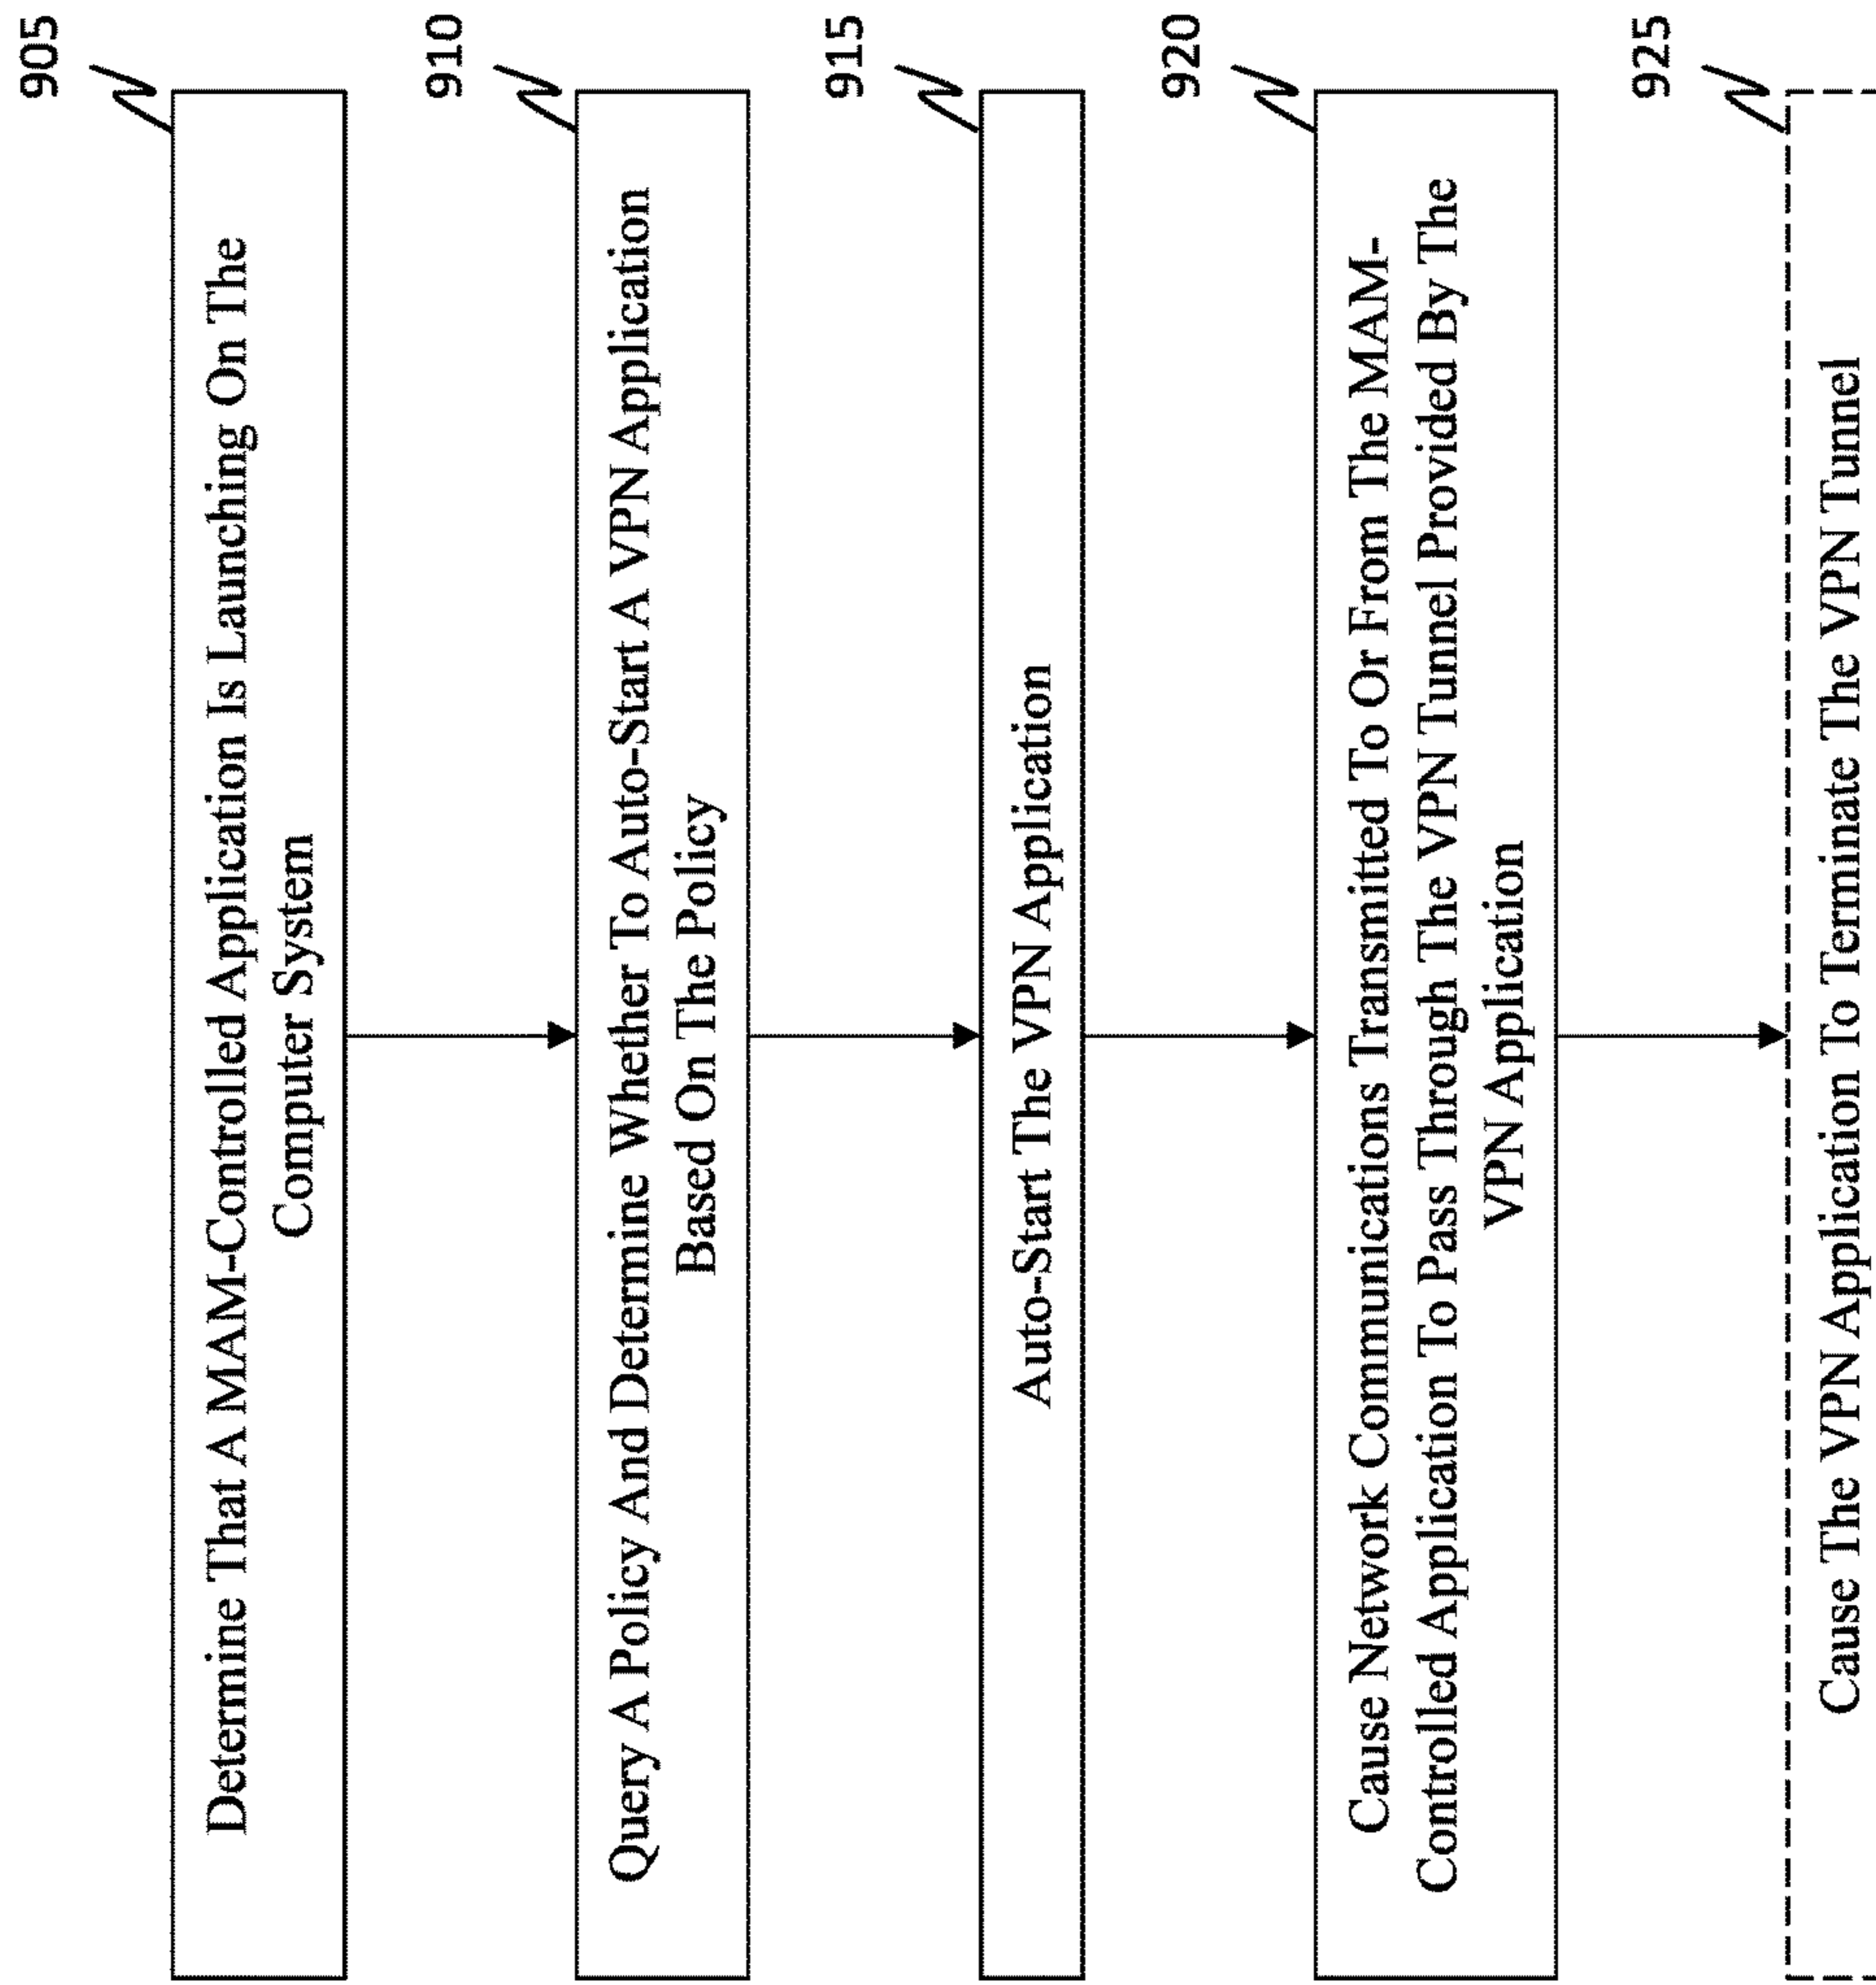 905
Determine That A MAM-Controlled Application Is Launching On The
Computer System
910
Query A Policy And Determine Whether To Auto-Start A VPN Application
Based On The Policy
915
Auto-Start The VPN Application
920
Cause Network Communications Transmitted To Or From The MAM-
Controlled Application To Pass Through The VPN Tunnel Provided By The
VPN Application
925
Cause The VPN Application To Terminate The VPN Tunnel